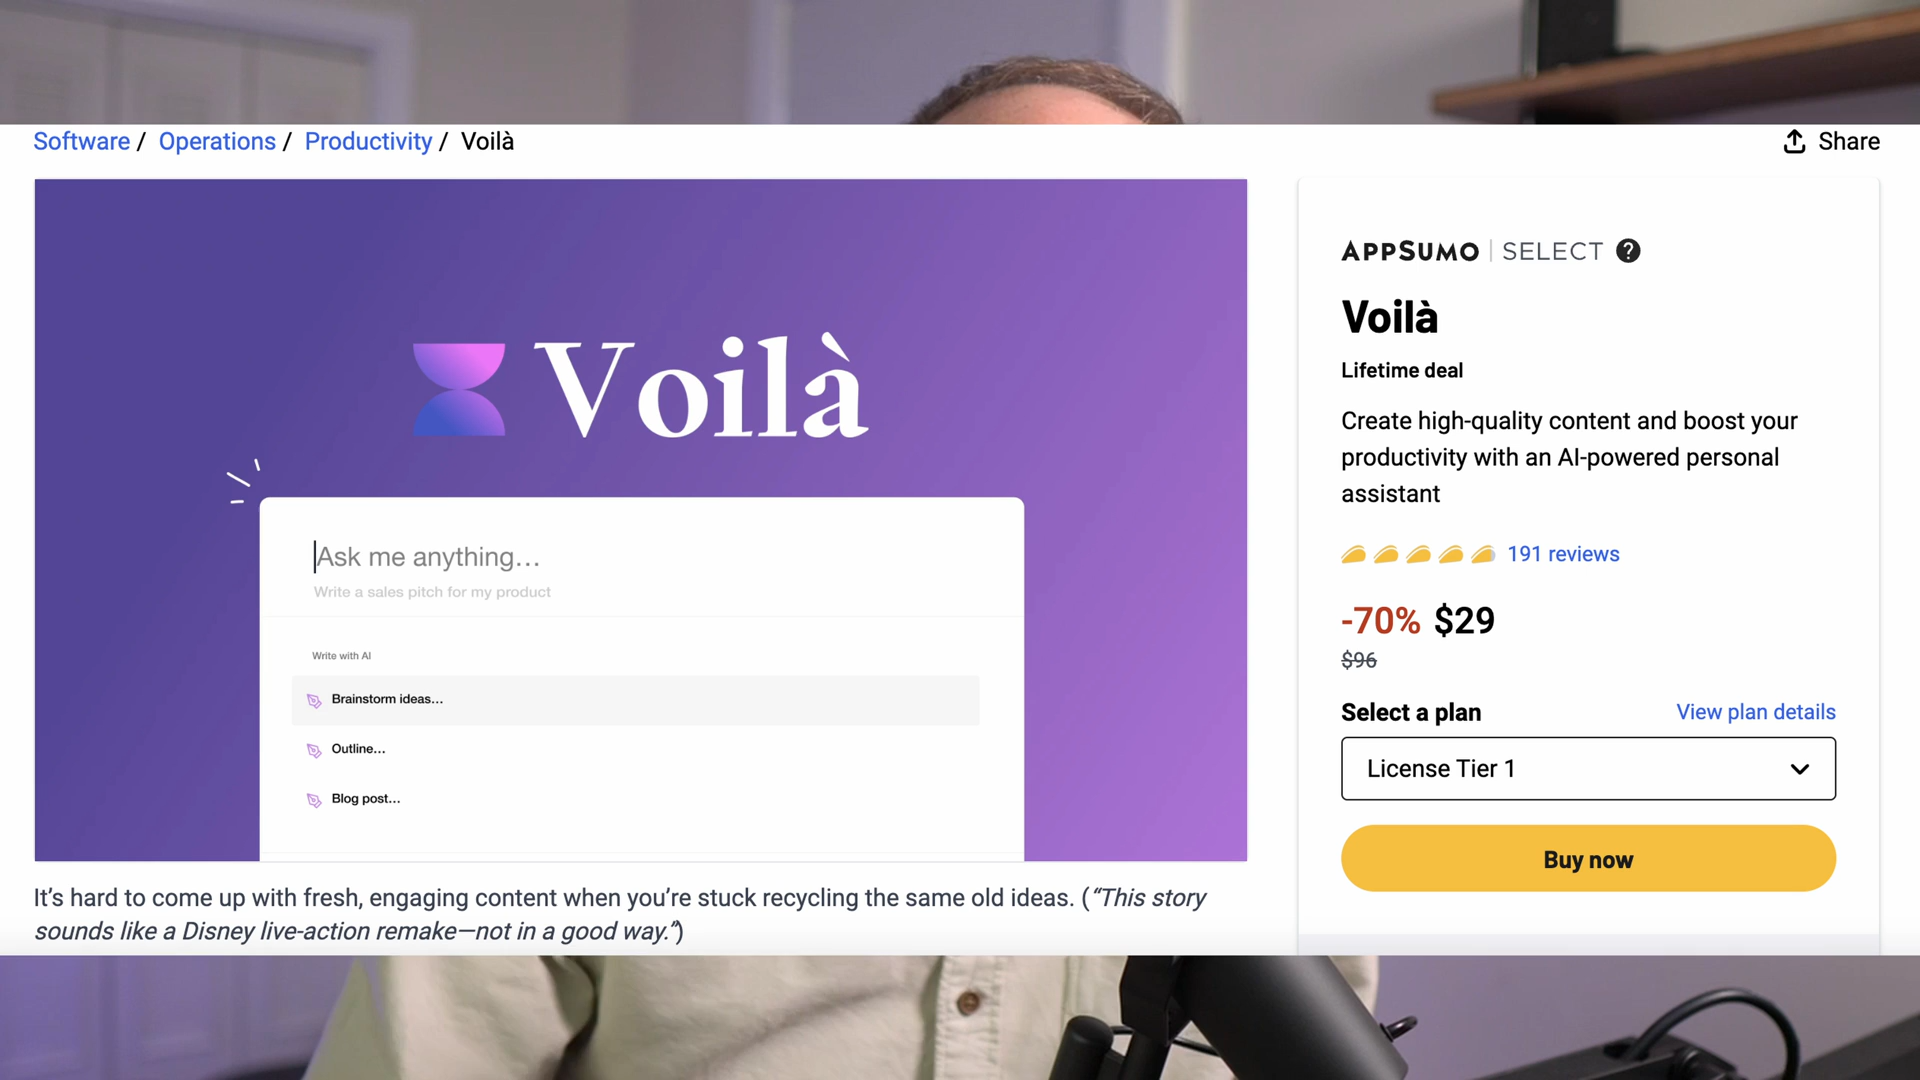 Software / Operations / Productivity / Voilà
Share
Voilà
Ask me anything...
Write a sales pitch for my product
Write with AI
Brainstorm ideas...
Outline...
Blog post...
It’s hard to come up with fresh, engaging content when you’re stuck recycling the same old ideas. (“This story
sounds like a Disney live-action remake—not in a good way.”)
APPSUMO | SELECT ?
Voilà
Lifetime deal
Create high-quality content and boost your
productivity with an AI-powered personal
assistant
191 reviews
-70% $29
$96
Select a plan
View plan details
License Tier 1
Buy now